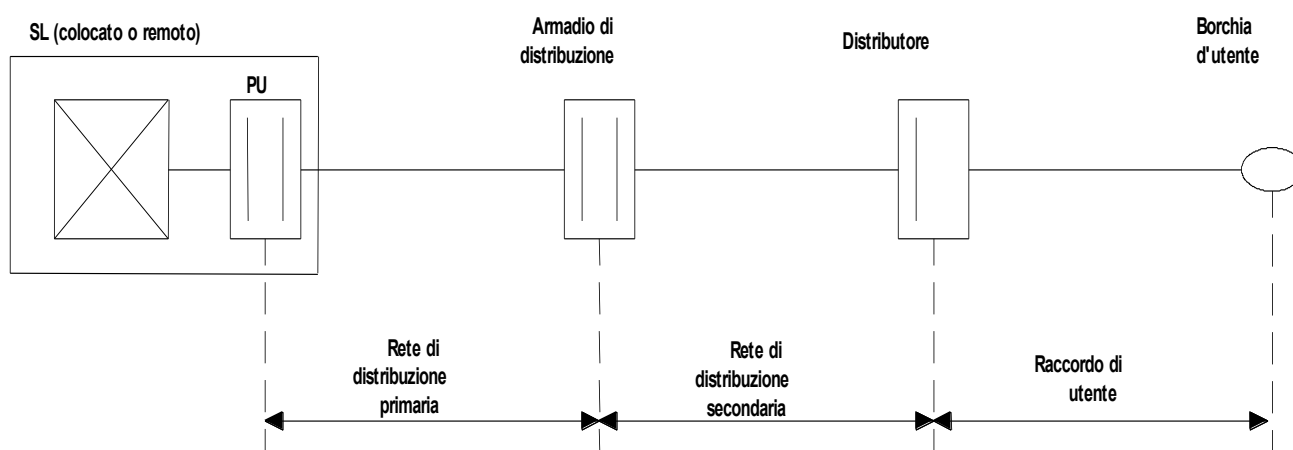 SL (colocato o remoto)
PU
Armadio di
distribuzione
Distributore
Borchia
d'utente
Rete di
distribuzione
primaria
Rete di
distribuzione
secondaria
Raccordo di
utente